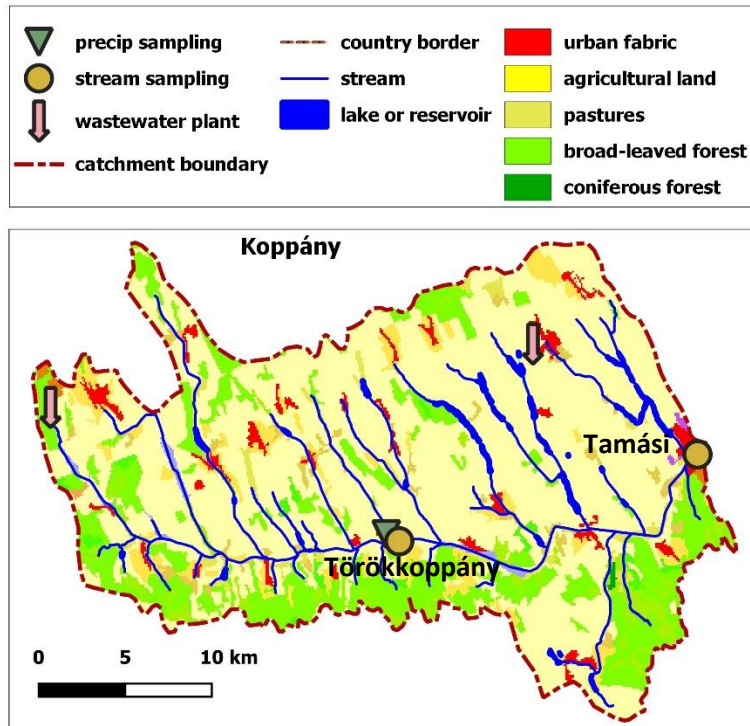 precip sampling
stream sampling
wastewater plant
catchment boundary
country border
stream
lake or reservoir
urban fabric
agricultural land
pastures
broad-leaved forest
coniferous forest
Koppány
Tamási
Törökkoppány
0 5 10 km